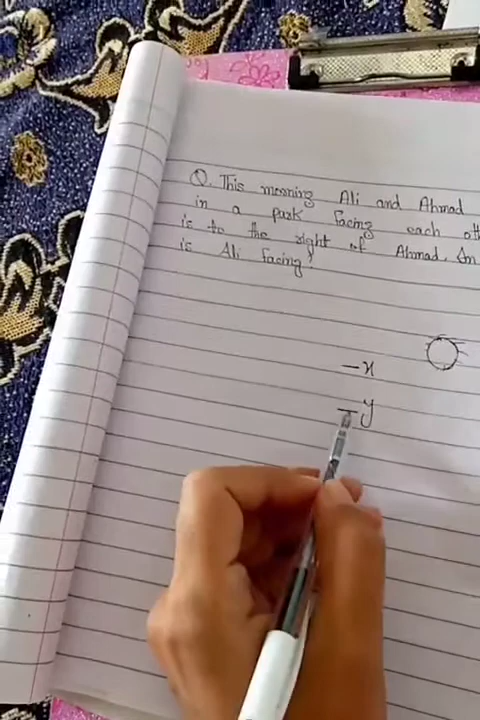 Q. This morning Ali and Ahmad
in a park facing each
is to the right of Ahmad. In
is Ali facing?
-x
-y